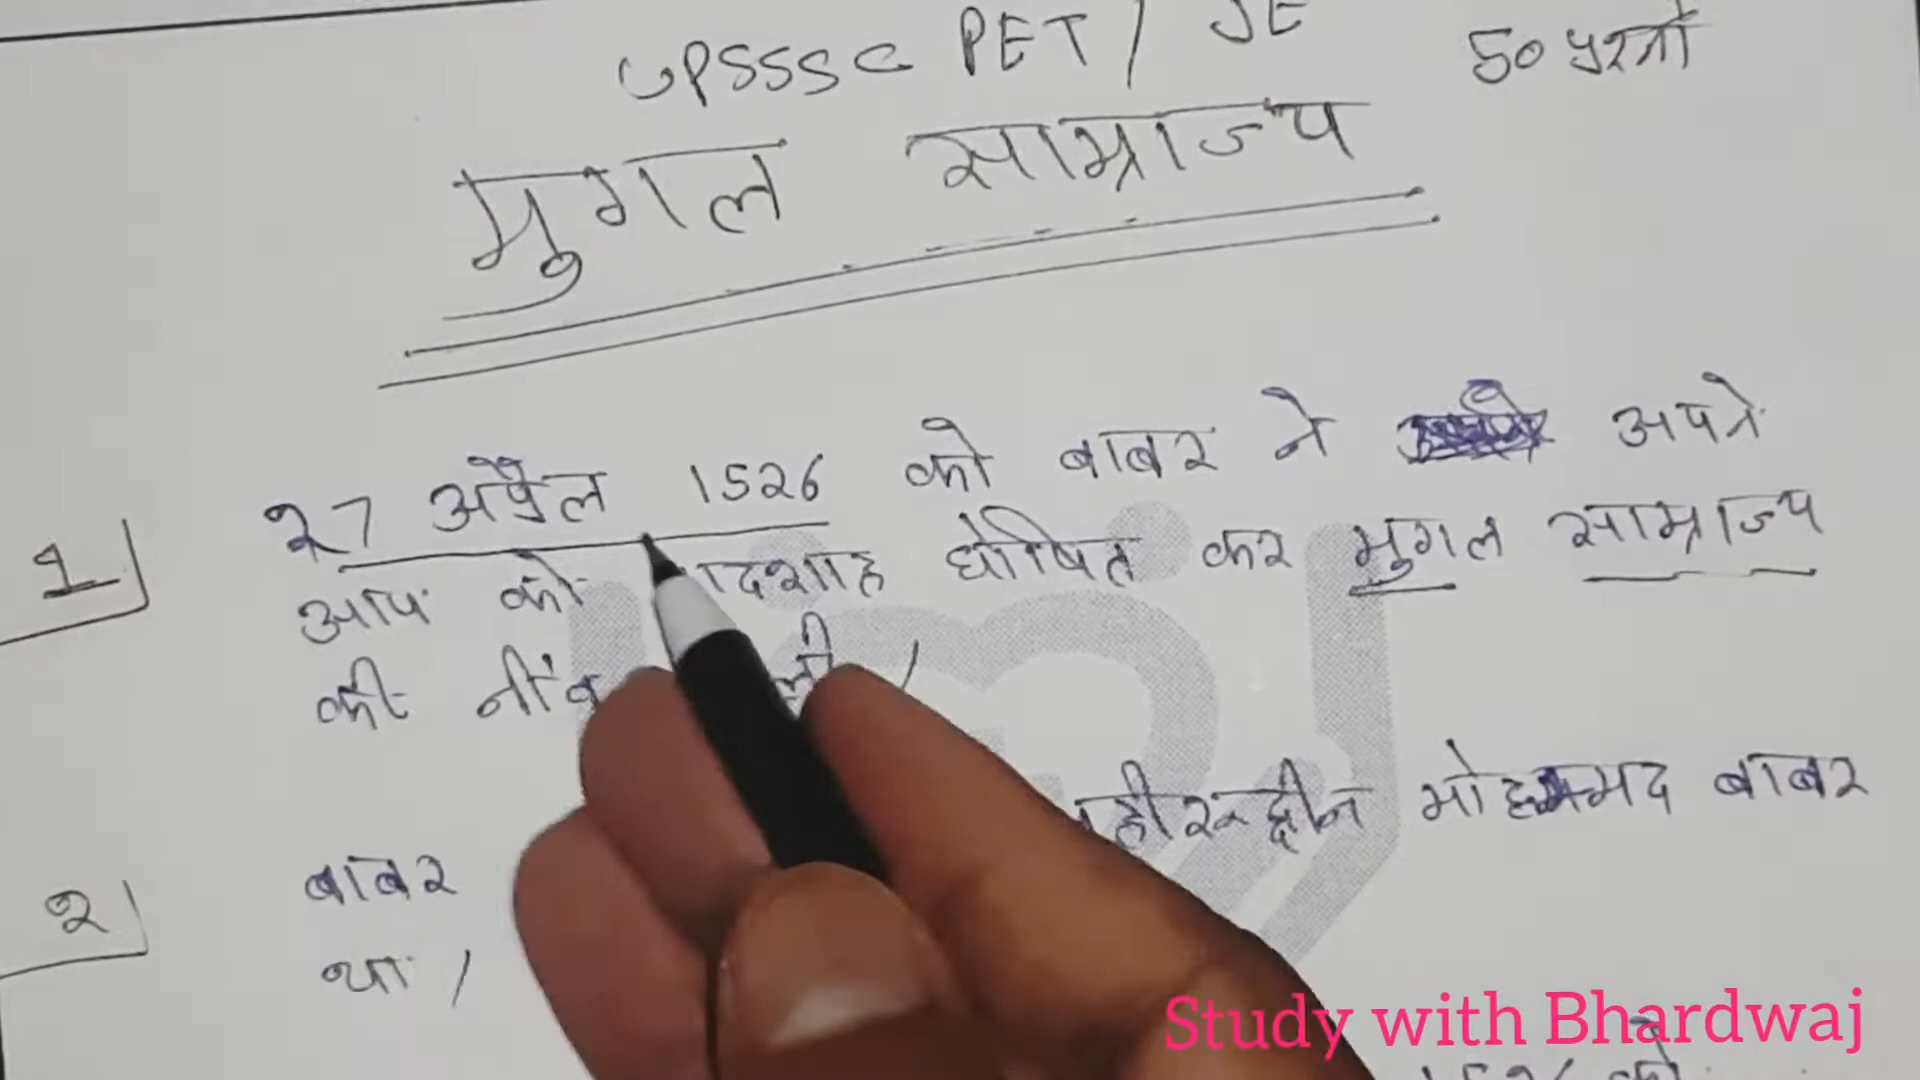 UPSSSC PET / JE
50 प्रश्नो
मुगल साम्राज्य
1
27 अप्रैल 1526 को बाबर ने अपने
आप को बादशाह घोषित कर मुगल साम्राज्य
की नींव
2
बाबर मोहम्मद बाबर
था /
Study with Bhardwaj